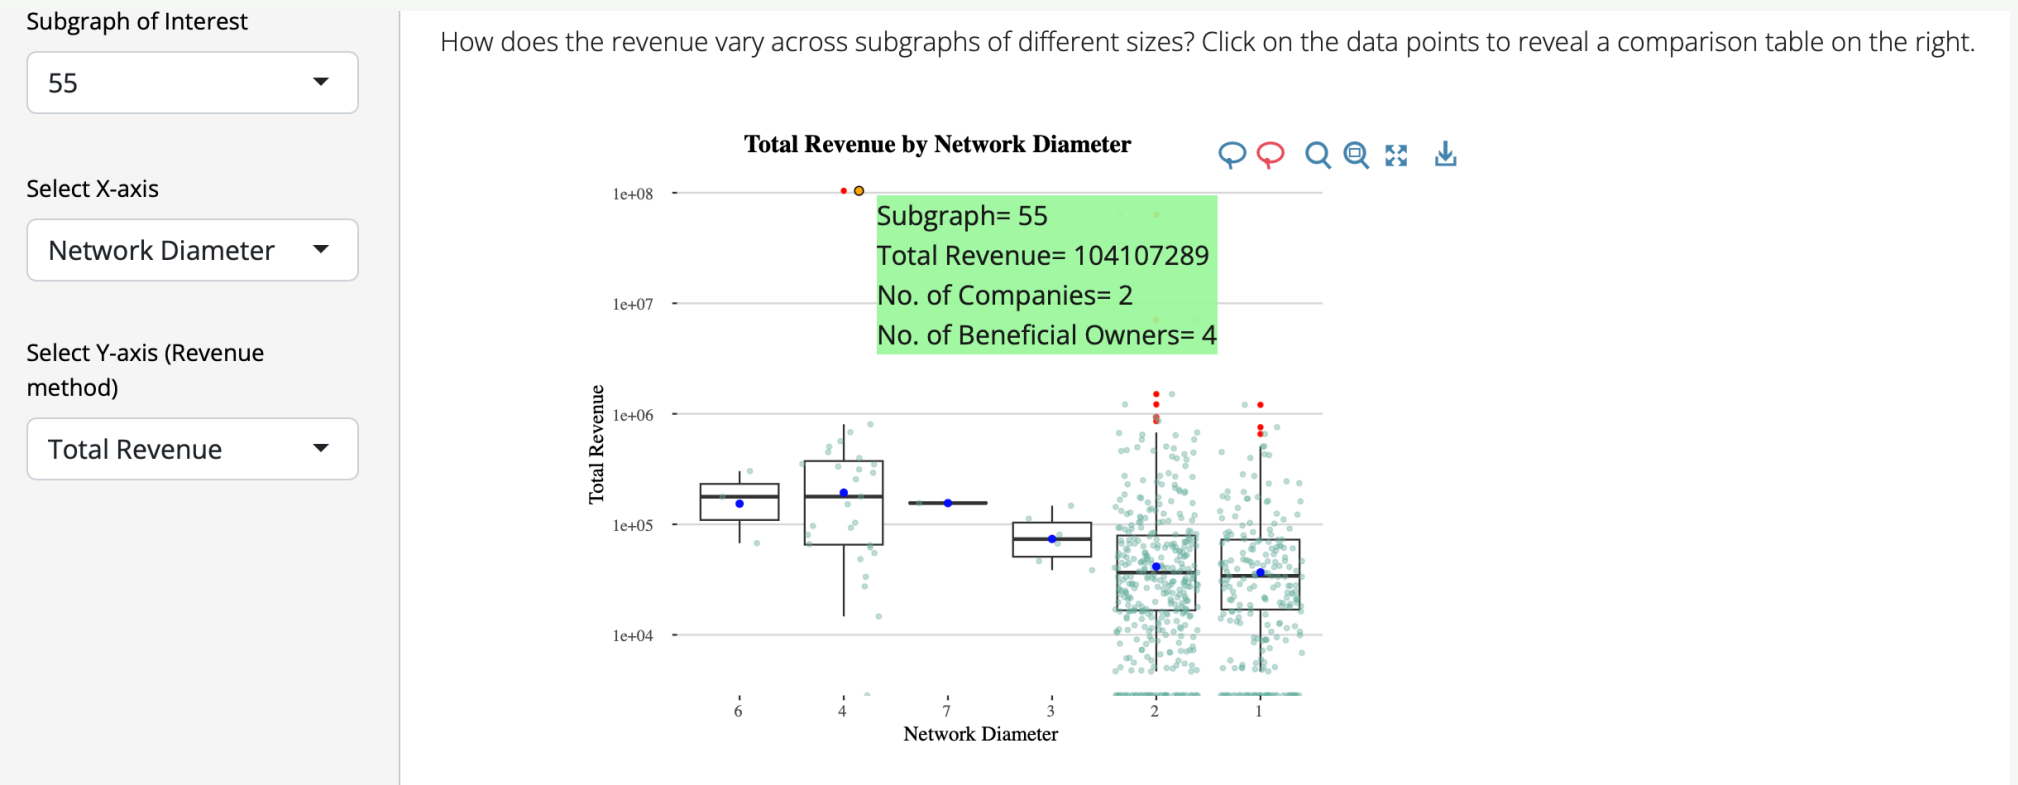 Subgraph of Interest
55
Select X-axis
Network Diameter
Select Y-axis (Revenue
method)
Total Revenue
How does the revenue vary across subgraphs of different sizes? Click on the data points to reveal a comparison table on the right.
Total Revenue by Network Diameter
1e+08
Subgraph= 55
Total Revenue= 104107289
No. of Companies= 2
No. of Beneficial Owners= 4
1e+07
1e+06
1e+05
1e+04
Total Revenue
6 4 7 3 2 1
Network Diameter